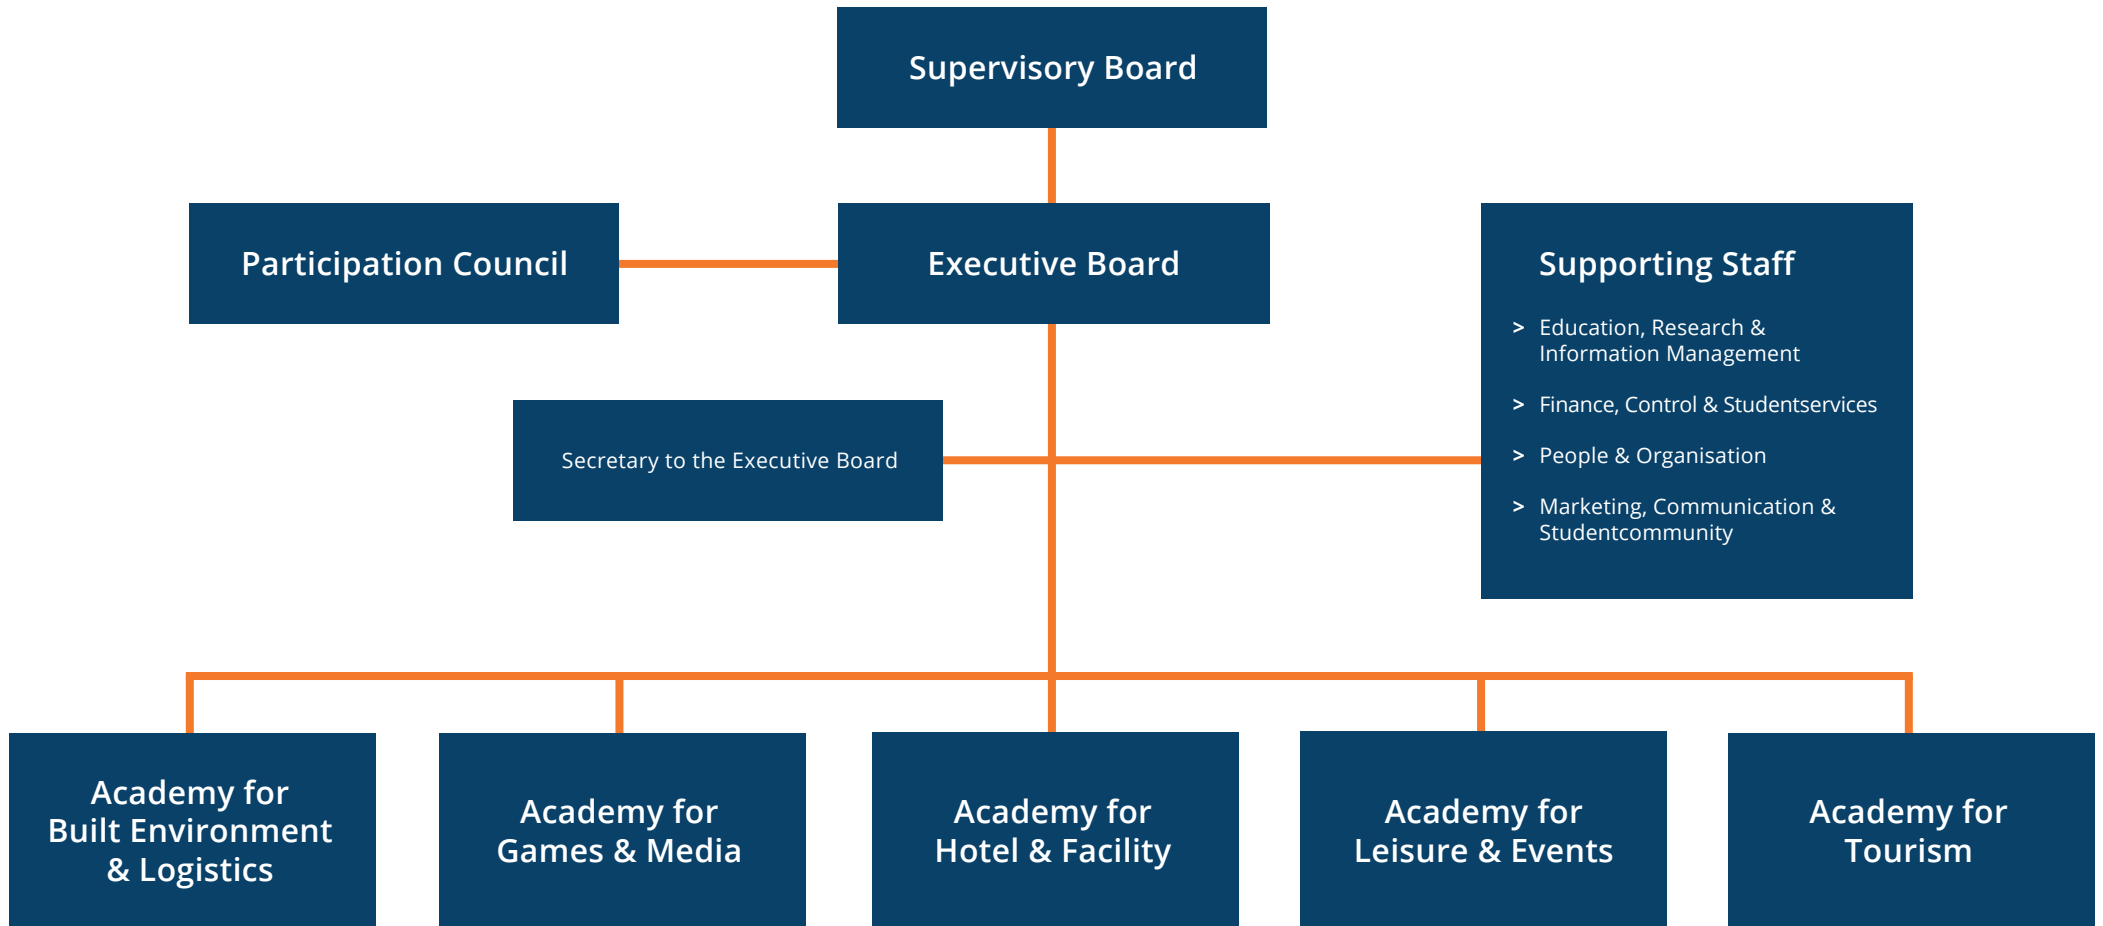 Supervisory Board
Participation Council
Executive Board
Supporting Staff
> Education, Research &
Information Management
> Finance, Control & Studentservices
> People & Organisation
> Marketing, Communication &
Studentcommunity
Secretary to the Executive Board
Academy for
Built Environment
& Logistics
Academy for
Games & Media
Academy for
Hotel & Facility
Academy for
Leisure & Events
Academy for
Tourism